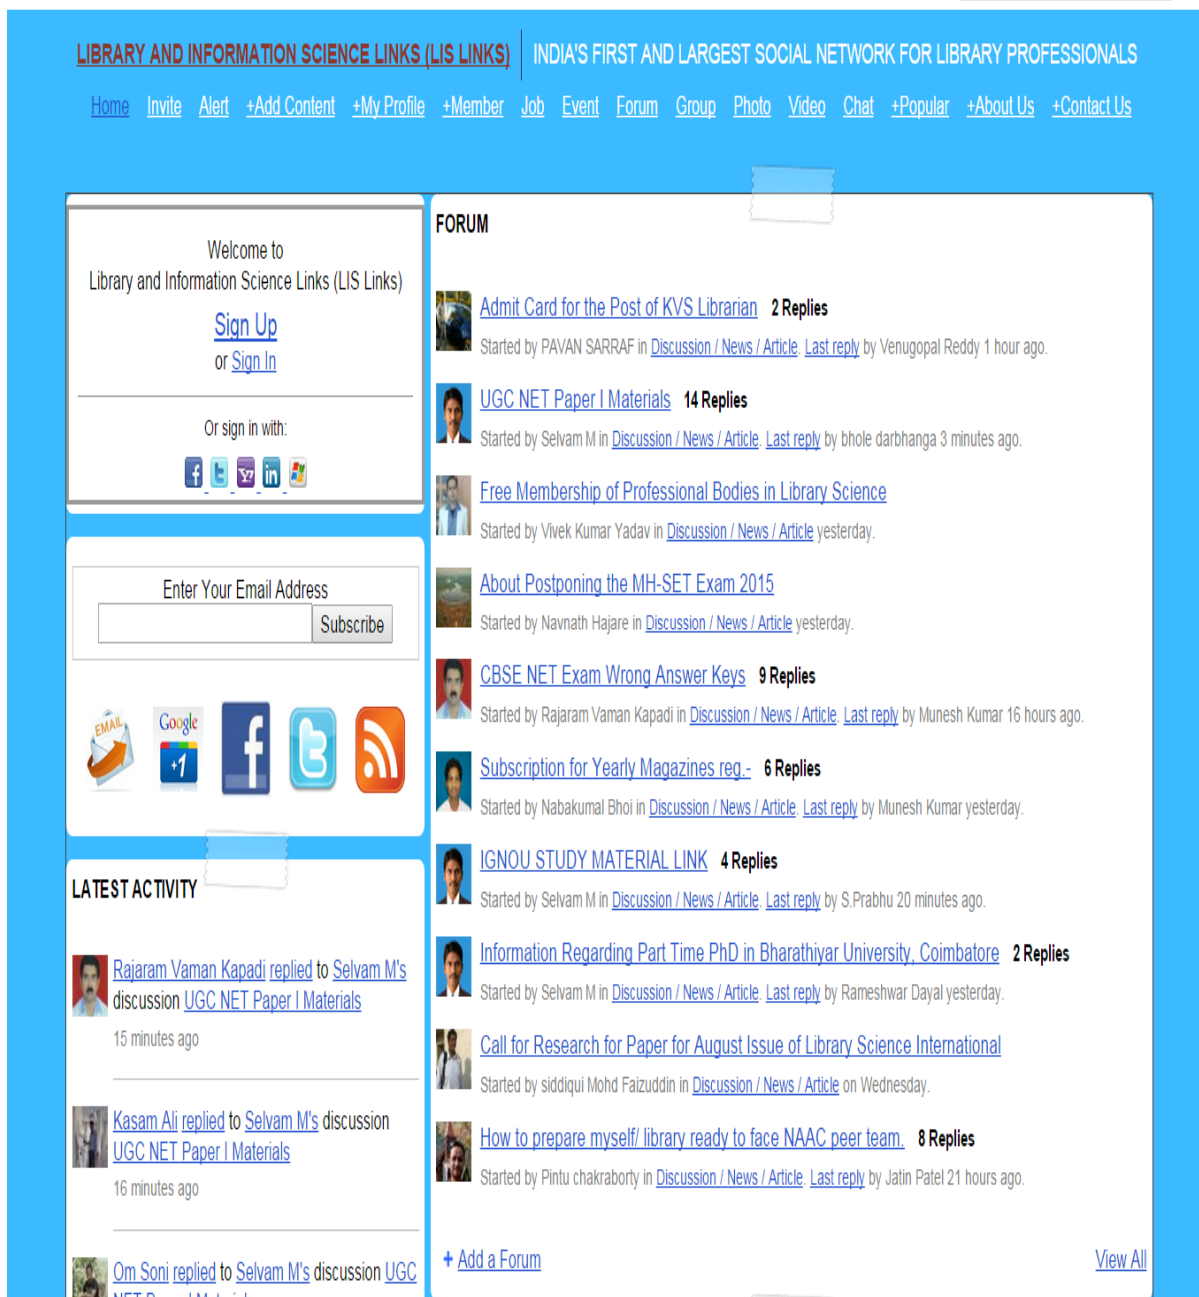 LIBRARY AND INFORMATION SCIENCE LINKS (LIS LINKS) INDIA'S FIRST AND LARGEST SOCIAL NETWORK FOR LIBRARY PROFESSIONALS
Home Invite Alert +Add Content +My Profile +Member Job Event Forum Group Photo Video Chat +Popular +About Us +Contact Us
Welcome to
Library and Information Science Links (LIS Links)
Sign Up
or Sign In
Or sign in with:
Enter Your Email Address
Subscribe
EMAIL
Google
+1
LATEST ACTIVITY
Rajaram Vaman Kapadi replied to Selvam M's
discussion UGC NET Paper I Materials
15 minutes ago
Kasam Ali replied to Selvam M's discussion
UGC NET Paper I Materials
16 minutes ago
Om Soni replied to Selvam M's discussion UGC
FORUM
Admit Card for the Post of KVS Librarian 2 Replies
Started by PAVAN SARRAF in Discussion / News / Article. Last reply by Venugopal Reddy 1 hour ago.
UGC NET Paper I Materials 14 Replies
Started by Selvam M in Discussion / News / Article. Last reply by bhole darbhanga 3 minutes ago.
Free Membership of Professional Bodies in Library Science
Started by Vivek Kumar Yadav in Discussion / News / Article yesterday.
About Postponing the MH-SET Exam 2015
Started by Navnath Hajare in Discussion / News / Article yesterday.
CBSE NET Exam Wrong Answer Keys 9 Replies
Started by Rajaram Vaman Kapadi in Discussion / News / Article. Last reply by Munesh Kumar 16 hours ago.
Subscription for Yearly Magazines reg.- 6 Replies
Started by Nabakumal Bhoi in Discussion / News / Article. Last reply by Munesh Kumar yesterday.
IGNOU STUDY MATERIAL LINK 4 Replies
Started by Selvam M in Discussion / News / Article. Last reply by S.Prabhu 20 minutes ago.
Information Regarding Part Time PhD in Bharathiyar University, Coimbatore 2 Replies
Started by Selvam M in Discussion / News / Article. Last reply by Rameshwar Dayal yesterday.
Call for Research for Paper for August Issue of Library Science International
Started by siddiqui Mohd Faizuddin in Discussion / News / Article on Wednesday.
How to prepare myself/ library ready to face NAAC peer team. 8 Replies
Started by Pintu chakraborty in Discussion / News / Article. Last reply by Jatin Patel 21 hours ago.
+ Add a Forum View All